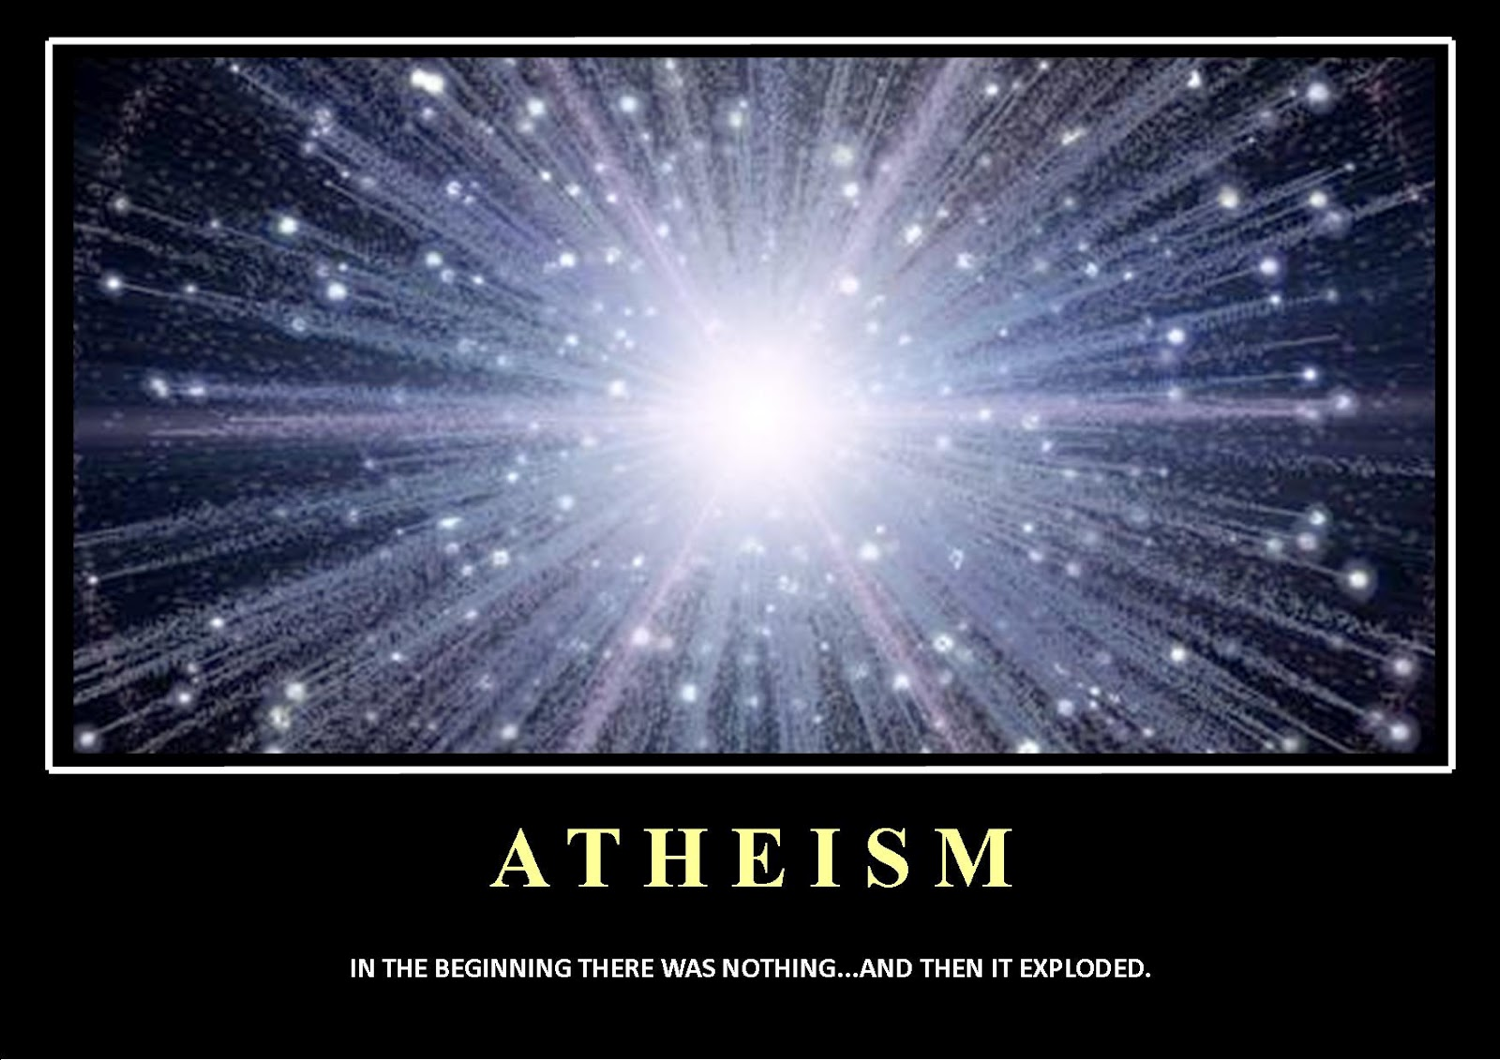 ATHEISM
IN THE BEGINNING THERE WAS NOTHING...AND THEN IT EXPLODED.